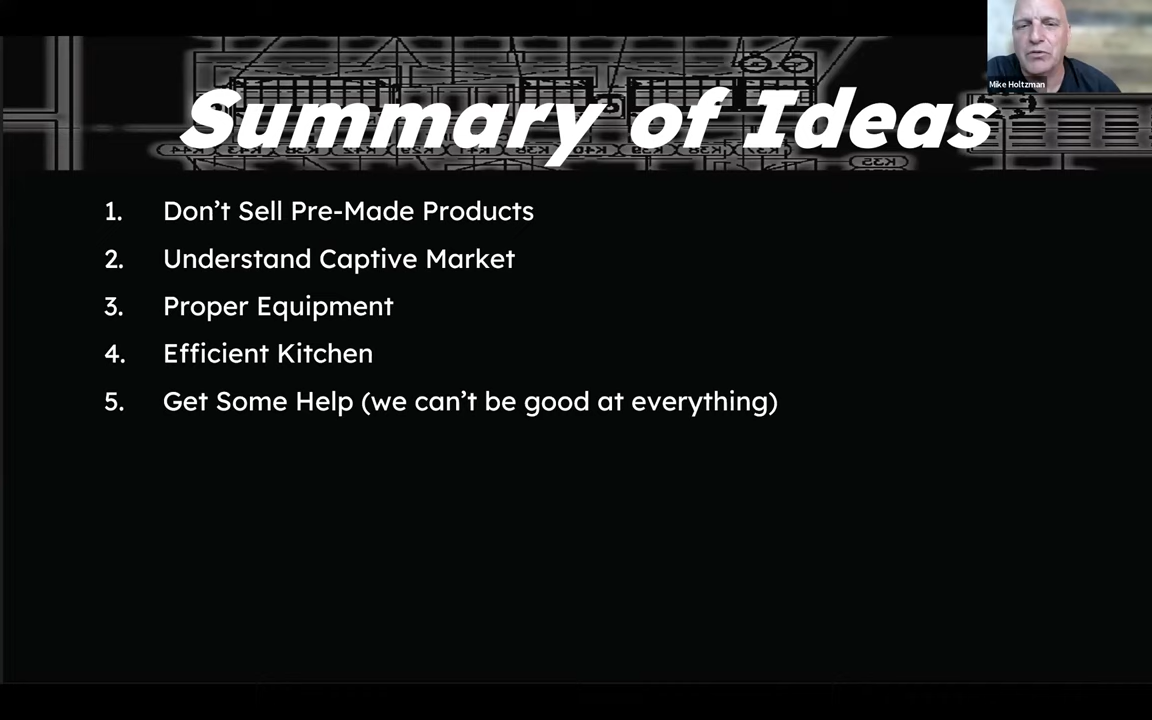 Mike Holtzman
Summary of Ideas
1. Don’t Sell Pre-Made Products
2. Understand Captive Market
3. Proper Equipment
4. Efficient Kitchen
5. Get Some Help (we can’t be good at everything)